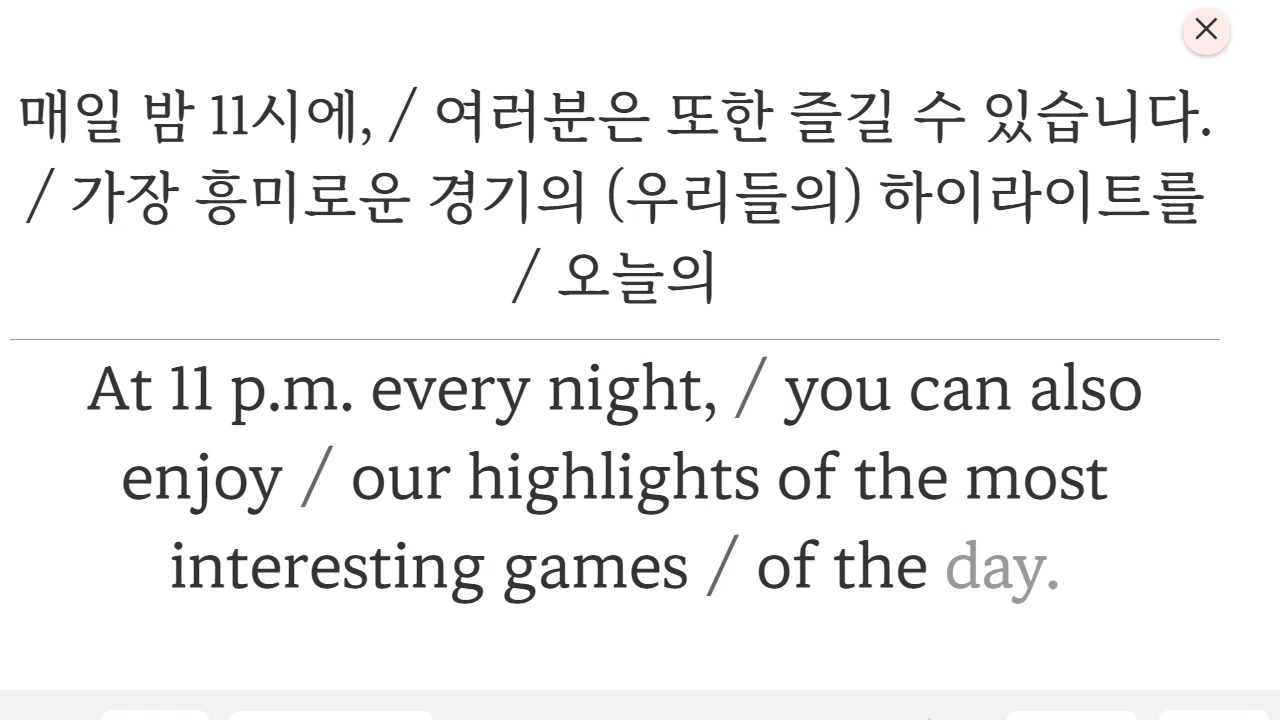 매일 밤 11시에, / 여러분은 또한 즐길 수 있습니다.
/ 가장 흥미로운 경기의 (우리들의) 하이라이트를
/ 오늘의
At 11 p.m. every night, / you can also
enjoy / our highlights of the most
interesting games / of the day.